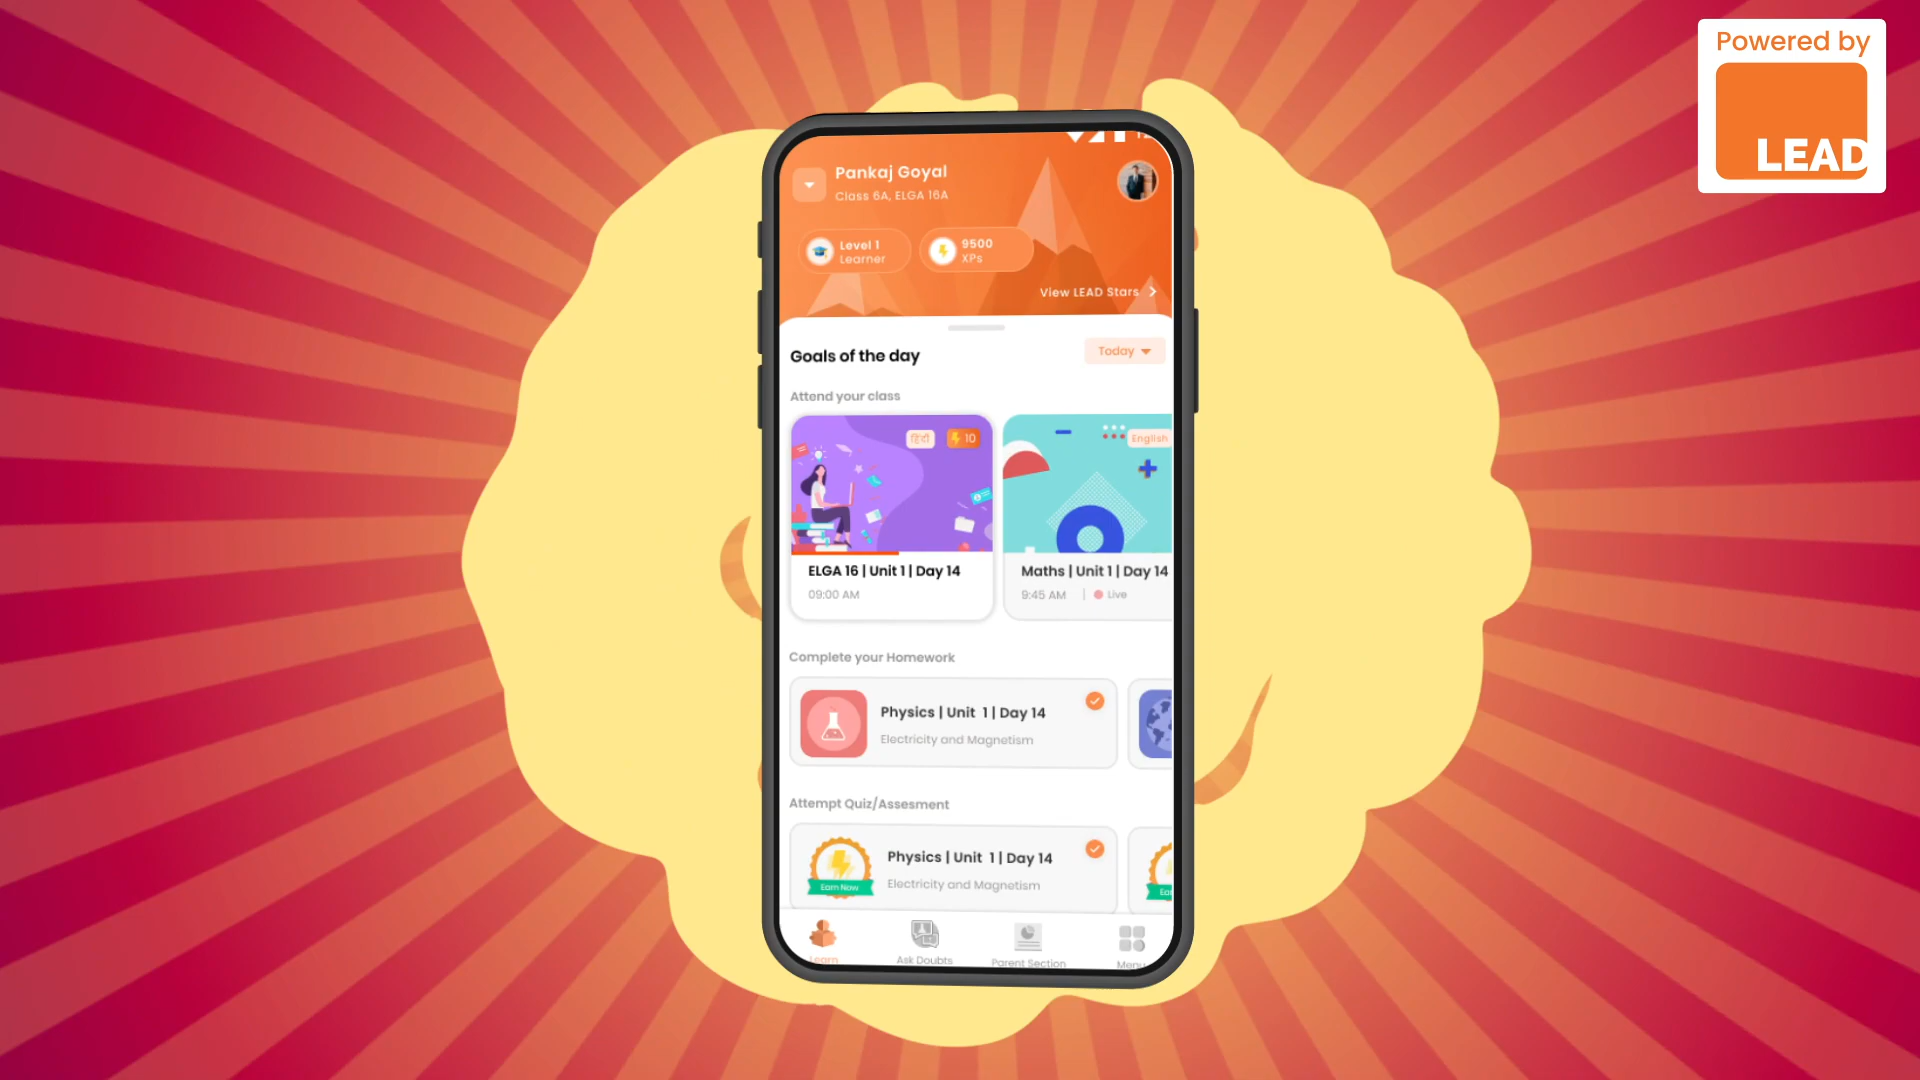 Powered by
LEAD
Pankaj Goyal
Class 6A, ELGA 16A
Level 1
Learner
9500
XPs
View LEAD Stars
Goals of the day
Today
Attend your class
हिंदी
10
English
ELGA 16 | Unit 1 | Day 14
09:00 AM
Maths | Unit 1 | Day 14
9:45 AM | Live
Complete your Homework
Physics | Unit 1 | Day 14
Electricity and Magnetism
Attempt Quiz/Assesment
Physics | Unit 1 | Day 14
Electricity and Magnetism
Earn Now
Learn
Ask Doubts
Parent Section
Menu